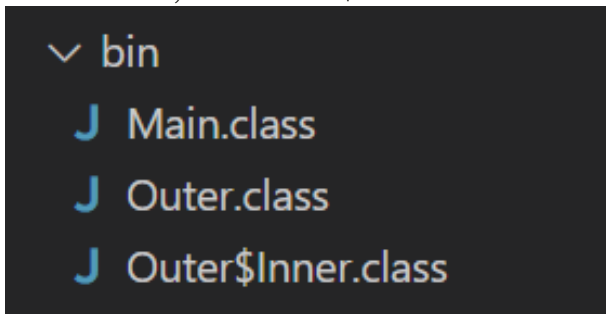 bin
J Main.class
J Outer.class
J Outer$Inner.class